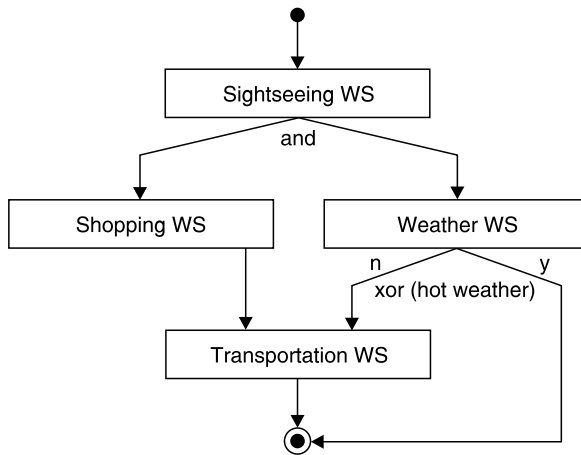 Sightseeing WS
and
Shopping WS
Weather WS
n
y
xor (hot weather)
Transportation WS